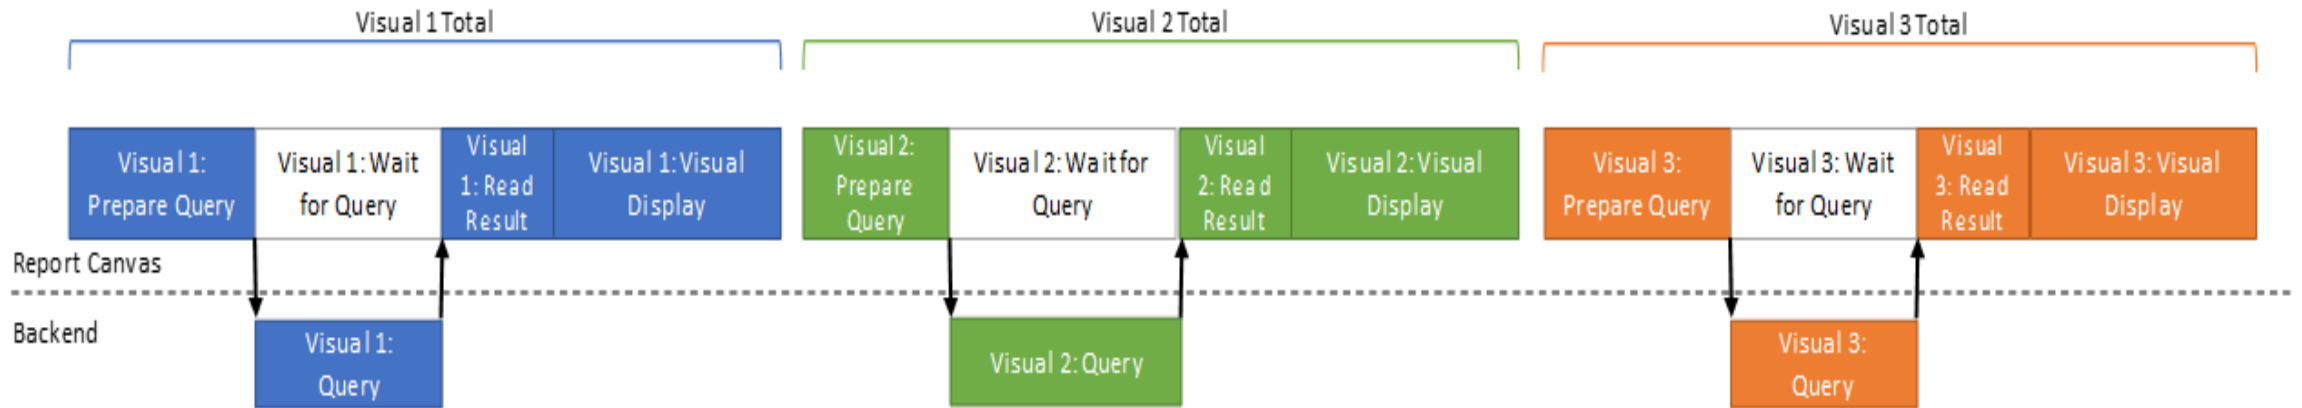 Visual 1 Total
Visual 2 Total
Visual 3 Total
Visual 1:
Prepare Query
Visual 1: Wait
for Query
Visual
1: Read
Result
Visual 1: Visual
Display
Visual 2:
Prepare
Query
Visual 2: Wait for
Query
Visual
2: Read
Result
Visual 2: Visual
Display
Visual 3:
Prepare Query
Visual 3: Wait
for Query
Visual
3: Read
Result
Visual 3: Visual
Display
Report Canvas
Backend
Visual 1:
Query
Visual 2: Query
Visual 3:
Query